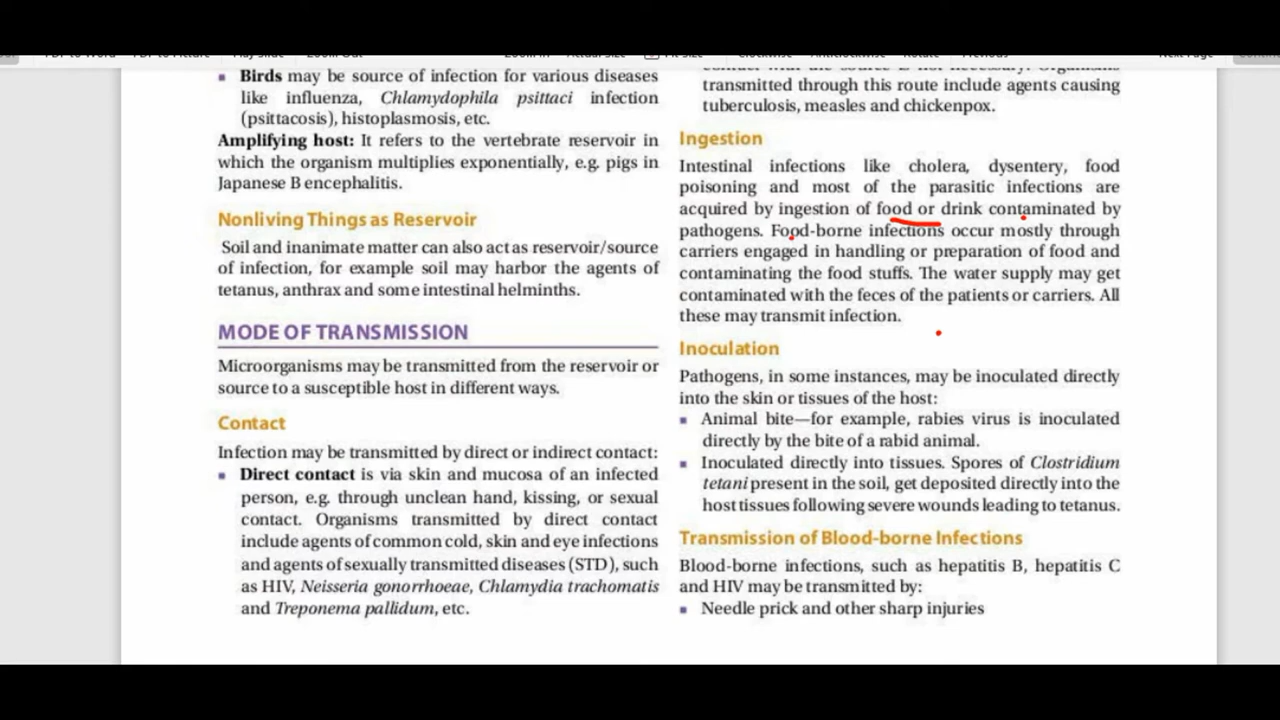 Birds may be source of infection for various diseases
like influenza, Chlamydophila psittaci infection
(psittacosis), histoplasmosis, etc.
Amplifying host: It refers to the vertebrate reservoir in
which the organism multiplies exponentially, e.g. pigs in
Japanese B encephalitis.
Nonliving Things as Reservoir
Soil and inanimate matter can also act as reservoir/source
of infection, for example soil may harbor the agents of
tetanus, anthrax and some intestinal helminths.
MODE OF TRANSMISSION
Microorganisms may be transmitted from the reservoir or
source to a susceptible host in different ways.
Contact
Infection may be transmitted by direct or indirect contact:
Direct contact is via skin and mucosa of an infected
person, e.g. through unclean hand, kissing, or sexual
contact. Organisms transmitted by direct contact
include agents of common cold, skin and eye infections
and agents of sexually transmitted diseases (STD), such
as HIV, Neisseria gonorrhoeae, Chlamydia trachomatis
and Treponema pallidum, etc.
transmitted through this route include agents causing
tuberculosis, measles and chickenpox.
Ingestion
Intestinal infections like cholera, dysentery, food
poisoning and most of the parasitic infections are
acquired by ingestion of food or drink contaminated by
pathogens. Food-borne infections occur mostly through
carriers engaged in handling or preparation of food and
contaminating the food stuffs. The water supply may get
contaminated with the feces of the patients or carriers. All
these may transmit infection.
Inoculation
Pathogens, in some instances, may be inoculated directly
into the skin or tissues of the host:
Animal bite—for example, rabies virus is inoculated
directly by the bite of a rabid animal.
Inoculated directly into tissues. Spores of Clostridium
tetani present in the soil, get deposited directly into the
host tissues following severe wounds leading to tetanus.
Transmission of Blood-borne Infections
Blood-borne infections, such as hepatitis B, hepatitis C
and HIV may be transmitted by:
Needle prick and other sharp injuries